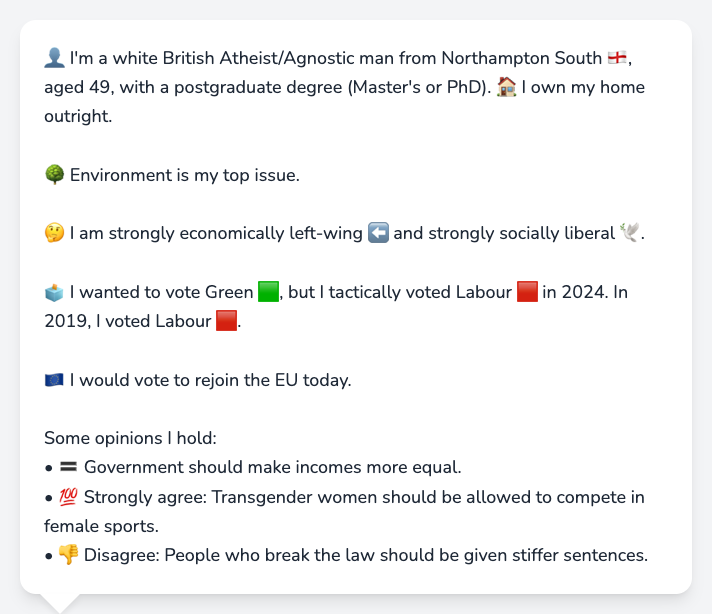 👤 I'm a white British Atheist/Agnostic man from Northampton South 🏴󠁧󠁢󠁥󠁮󠁧󠁿,
aged 49, with a postgraduate degree (Master's or PhD). 🏠 I own my home
outright.
🌳 Environment is my top issue.
🤔 I am strongly economically left-wing ⬅️ and strongly socially liberal 🕊️.
🗳️ I wanted to vote Green 🟩, but I tactically voted Labour 🟥 in 2024. In
2019, I voted Labour 🟥.
🇪🇺 I would vote to rejoin the EU today.
Some opinions I hold:
• 🟰 Government should make incomes more equal.
• 💯 Strongly agree: Transgender women should be allowed to compete in
female sports.
• 👎 Disagree: People who break the law should be given stiffer sentences.